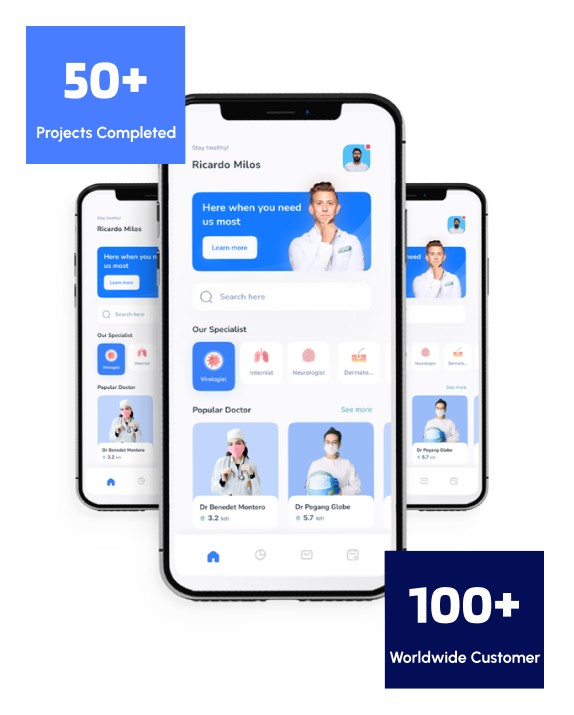 50+
Projects Completed
Stay healthy!
Ricardo Milos
Here when you need
us most
Learn more
Search here
Our Specialist
Virologist
Internist
Neurologist
Dermato...
Popular Doctor
See more
Dr Benedet Montero
3.2 km
Dr Pegang Globe
5.7 km
Stay healthy!
Ricardo Milos
Here when you n
us most
Learn more
Search here
Our Specialist
Virologist
Internist
Popular Doctor
Dr Benedet Montero
3.2 km
need
Neurologist
Dermato...
See more
Dr Pegang Globe
5.7 km
100+
Worldwide Customer